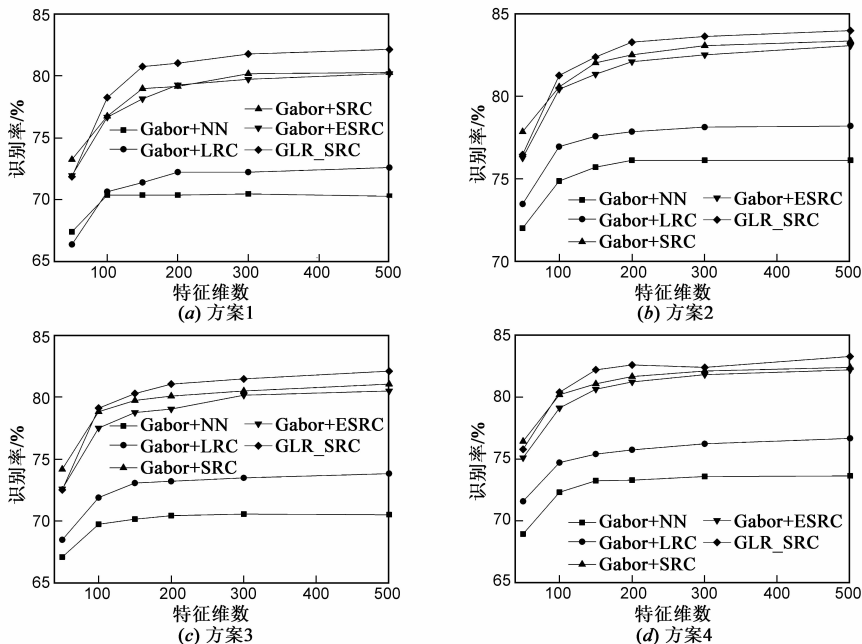 85
80
75
70
65
识别率/%
Gabor+SRC
Gabor+NN
Gabor+ESRC
Gabor+LRC
GLR_SRC
100
200
300
400
500
特征维数
(a) 方案1
85
80
75
70
识别率/%
Gabor+NN
Gabor+ESRC
Gabor+LRC
GLR_SRC
Gabor+SRC
100
200
300
400
500
特征维数
(b) 方案2
85
80
75
70
65
识别率/%
Gabor+NN
Gabor+ESRC
Gabor+LRC
GLR_SRC
Gabor+SRC
100
200
300
400
500
特征维数
(c) 方案3
85
80
75
70
65
识别率/%
Gabor+NN
Gabor+ESRC
Gabor+LRC
GLR_SRC
Gabor+SRC
100
200
300
400
500
特征维数
(d) 方案4